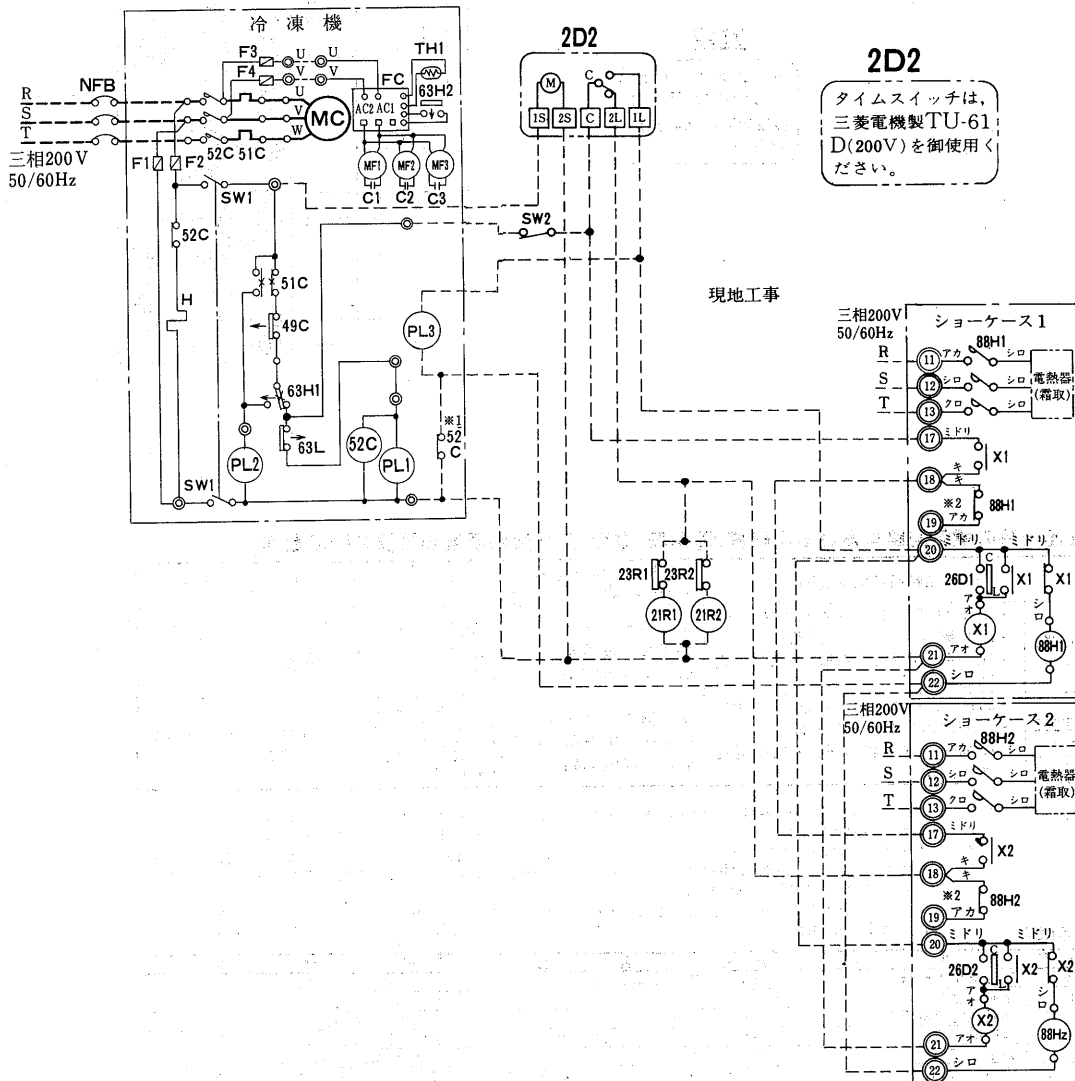 冷凍機
F3 U U
F4 V V
FC
TH1
63H2
AC2 AC1
NFB
R
S
T
三相200V
50/60Hz
U
V
W
MC
52C 51C
F1
F2
MF1 MF2 MF3
C1 C2 C3
SW1
52C
H
51C
49C
63H1
63L
PL2
52C
PL1
SW1
PL3
※1
52
C
2D2
M
C
1S 2S C 2L 1L
SW2
2D2
タイムスイッチは,
三菱電機製TU-61
D(200V)を御使用く
ださい。
現地工事
23R1 23R2
21R1 21R2
三相200V
50/60Hz
ショーケース1
88H1
R 11 アカ シロ
S 12 シロ シロ
T 13 クロ シロ
電熱器
(霜取)
17 ミドリ
X1
18 キ
キ
※2 88H1
19 アカ
20 ミドリ ミドリ
C
26D1 L X1 X1
アオ
シロ
X1
88H1
21 アオ
22 シロ
三相200V
50/60Hz
ショーケース2
88H2
R 11 アカ シロ
S 12 シロ シロ
T 13 クロ シロ
電熱器
(霜取)
17 ミドリ
X2
18 キ
キ
※2 88H2
19 アカ
20 ミドリ ミドリ
C
26D2 L X2 X2
アオ
シロ
X2
88Hz
21 アオ
22 シロ